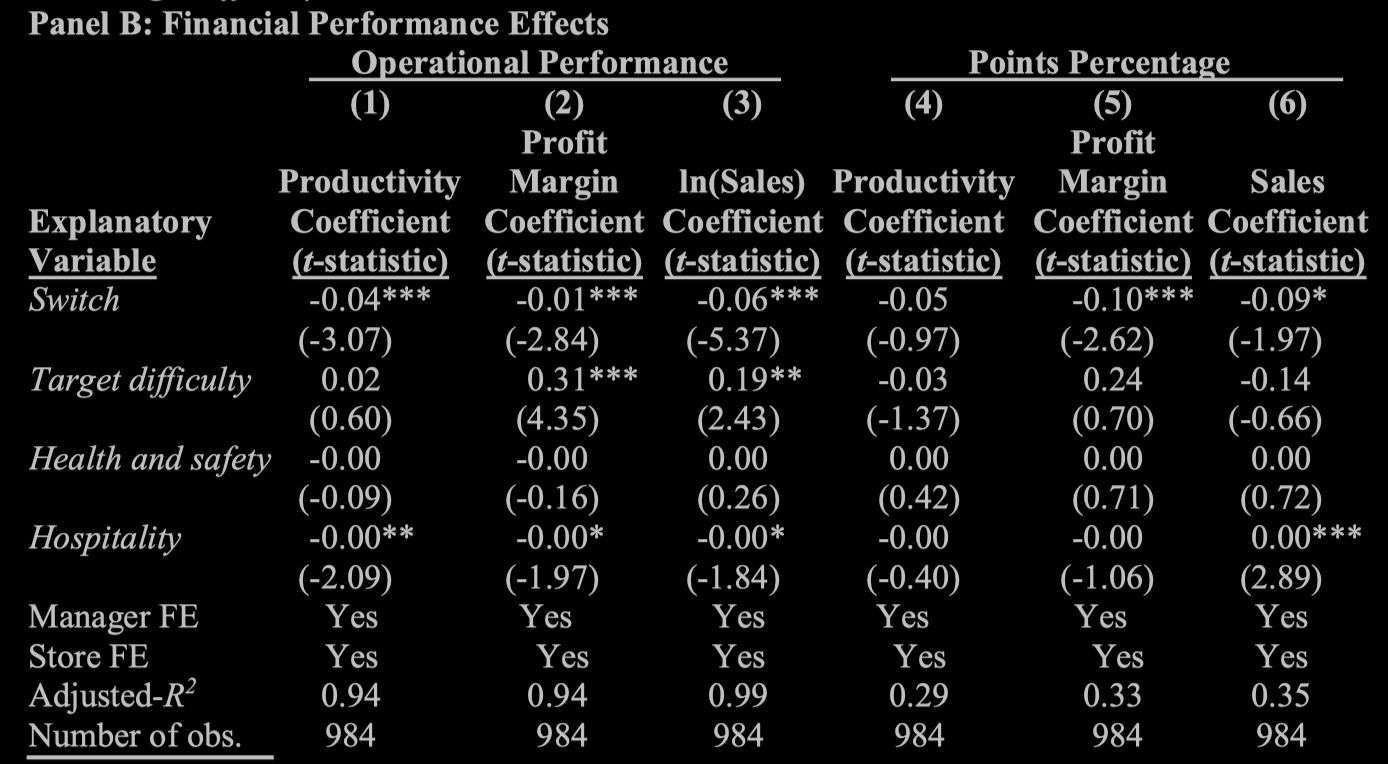 Panel B: Financial Performance Effects
Operational Performance Points Percentage
(1) (2) (3) (4) (5) (6)
Profit Profit
Productivity Margin ln(Sales) Productivity Margin Sales
Explanatory Coefficient Coefficient Coefficient Coefficient Coefficient Coefficient
Variable (t-statistic) (t-statistic) (t-statistic) (t-statistic) (t-statistic) (t-statistic)
Switch -0.04*** -0.01*** -0.06*** -0.05 -0.10*** -0.09*
(-3.07) (-2.84) (-5.37) (-0.97) (-2.62) (-1.97)
Target difficulty 0.02 0.31*** 0.19** -0.03 0.24 -0.14
(0.60) (4.35) (2.43) (-1.37) (0.70) (-0.66)
Health and safety -0.00 -0.00 0.00 0.00 0.00 0.00
(-0.09) (-0.16) (0.26) (0.42) (0.71) (0.72)
Hospitality -0.00** -0.00* -0.00* -0.00 -0.00 0.00***
(-2.09) (-1.97) (-1.84) (-0.40) (-1.06) (2.89)
Manager FE Yes Yes Yes Yes Yes Yes
Store FE Yes Yes Yes Yes Yes Yes
Adjusted-R² 0.94 0.94 0.99 0.29 0.33 0.35
Number of obs. 984 984 984 984 984 984